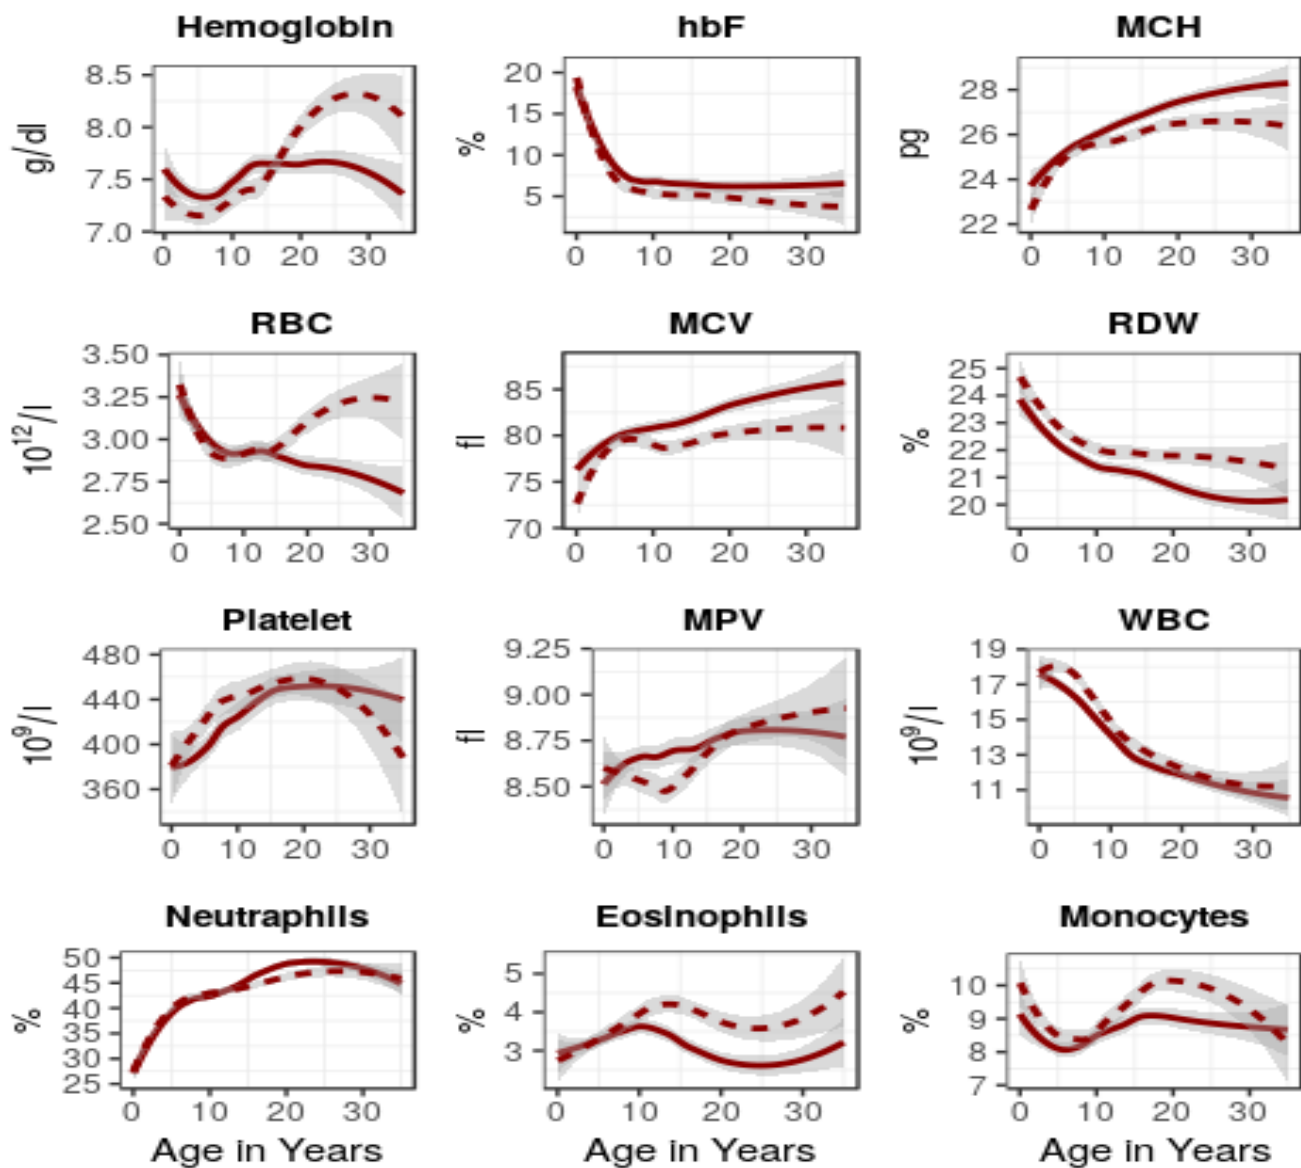 Hemoglobin
hbF
MCH
g/dl
8.5
8.0
7.5
7.0
0 10 20 30
%
20
15
10
5
0 10 20 30
pg
28
26
24
22
0 10 20 30
RBC
MCV
RDW
10¹²/l
3.50
3.25
3.00
2.75
2.50
0 10 20 30
fl
85
80
75
70
0 10 20 30
%
25
24
23
22
21
20
0 10 20 30
Platelet
MPV
WBC
10⁹/l
480
440
400
360
0 10 20 30
fl
9.25
9.00
8.75
8.50
0 10 20 30
10⁹/l
19
17
15
13
11
0 10 20 30
Neutraphils
Eosinophils
Monocytes
%
50
45
40
35
30
25
0 10 20 30
Age in Years
%
5
4
3
0 10 20 30
Age in Years
%
10
9
8
7
0 10 20 30
Age in Years